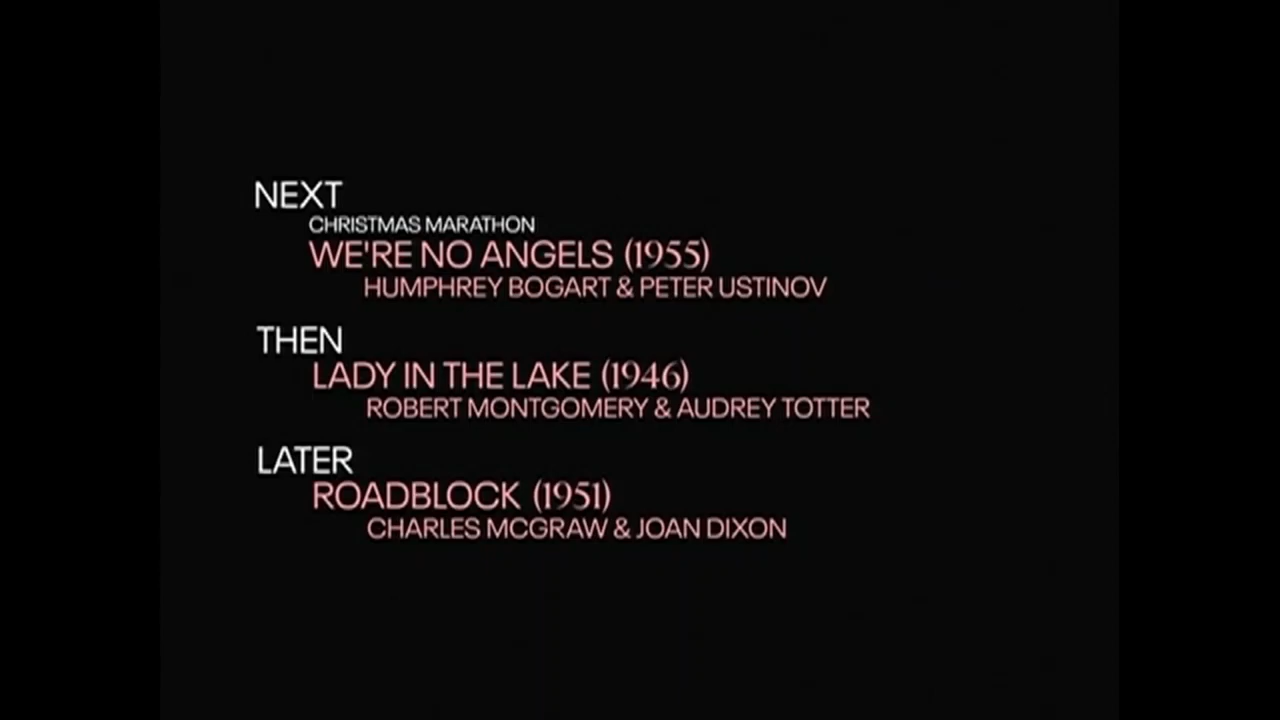 NEXT
CHRISTMAS MARATHON
WE'RE NO ANGELS (1955)
HUMPHREY BOGART & PETER USTINOV
THEN
LADY IN THE LAKE (1946)
ROBERT MONTGOMERY & AUDREY TOTTER
LATER
ROADBLOCK (1951)
CHARLES MCGRAW & JOAN DIXON